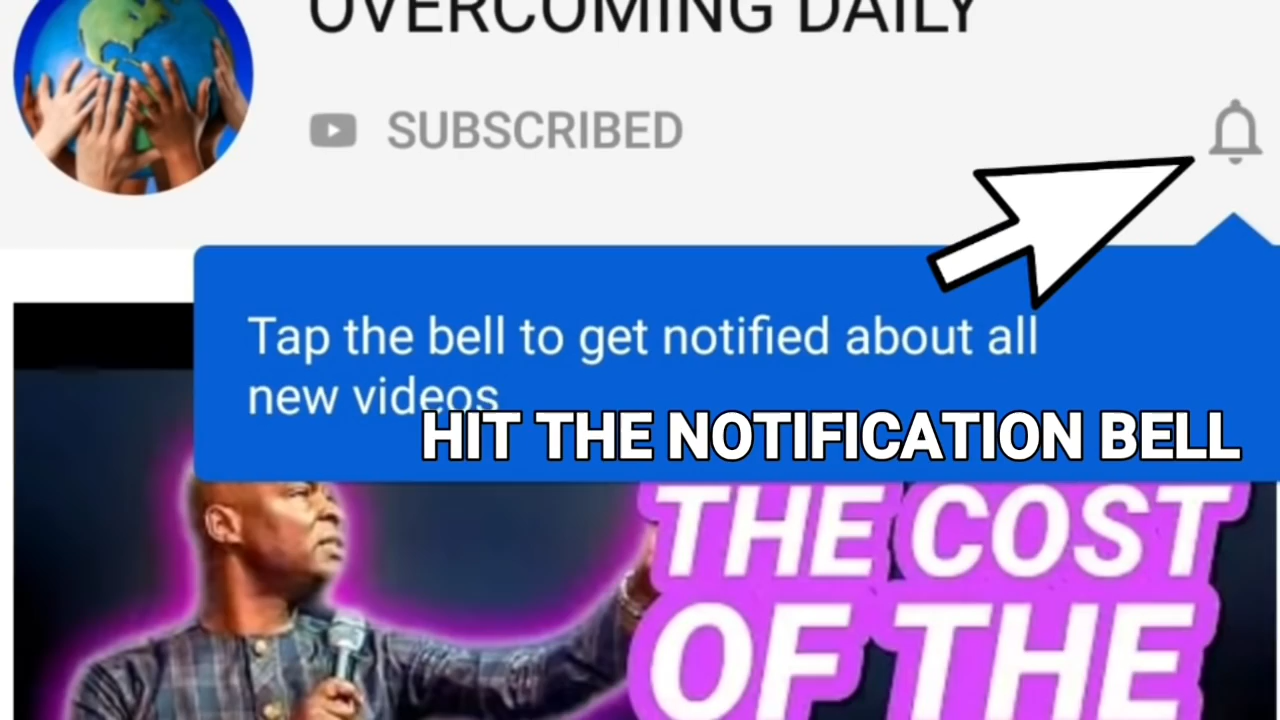 OVERCOMING DAILY
SUBSCRIBED
Tap the bell to get notified about all
new videos
HIT THE NOTIFICATION BELL
THE COST
OF THE